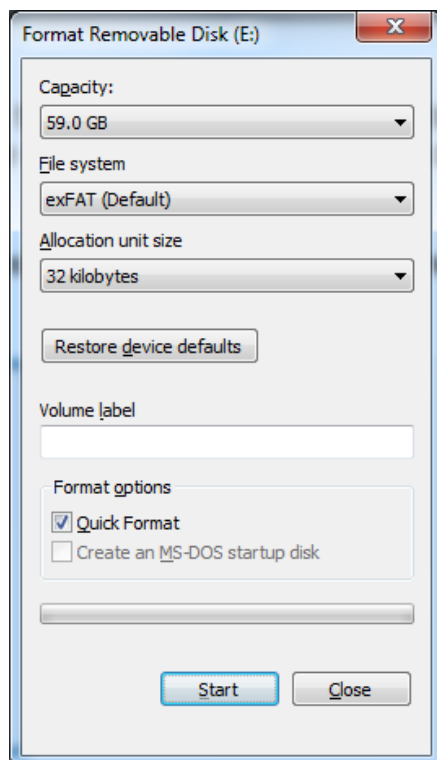 Format Removable Disk (E:)
Capacity:
59.0 GB
File system
exFAT (Default)
Allocation unit size
32 kilobytes
Restore device defaults
Volume label
Format options
Quick Format
Create an MS-DOS startup disk
Start
Close